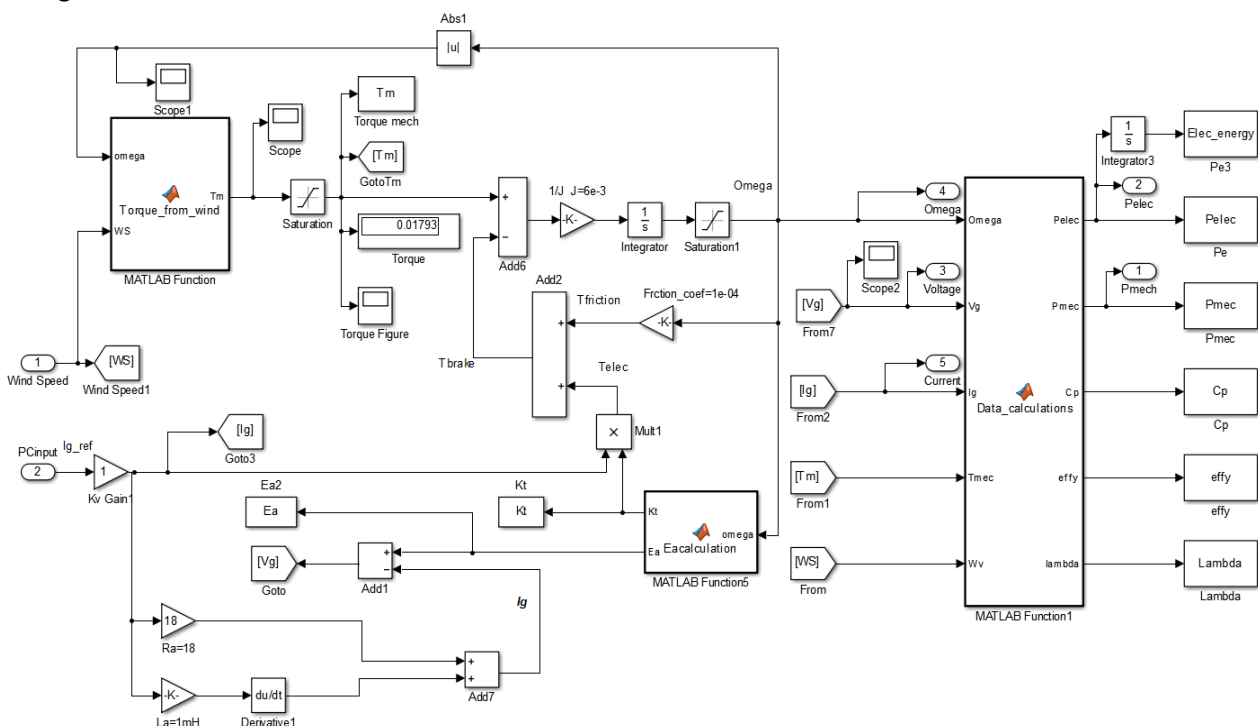 Abs1
|u|
Scope1
omega
Torque_from_wind
Tm
WS
MATLAB Function
Scope
Saturation
Tm
Torque mech
[Tm]
GotoTm
0.01793
Torque
Torque Figure
1
Wind Speed
[WS]
Wind Speed1
+
−
Add6
1/J J=6e-3
-K-
1
s
Integrator
Saturation1
Omega
Add2
+
+
Tfriction
Frction_coef=1e-04
-K-
Tbrake
Telec
×
Mult1
PCinput
2
Ig_ref
1
Kv Gain1
[Ig]
Goto3
Ea2
Ea
Kt
Kt
Kt
omega
Eacalculation
Ea
MATLAB Function5
[Vg]
Goto
+
−
Add1
Ig
18
Ra=18
-K-
La=1mH
du/dt
Derivative1
+
+
Add7
4
Omega
Scope2
3
Voltage
[Vg]
From7
5
Current
[Ig]
From2
[Tm]
From1
[WS]
From
Omega
Vg
Ig
Tmec
Wv
Data_calculations
Pelec
Pmec
Cp
effy
lambda
MATLAB Function1
1
s
Integrator3
Elec_energy
Pe3
2
Pelec
Pelec
Pe
1
Pmech
Pmec
Pmec
Cp
Cp
effy
effy
Lambda
Lambda